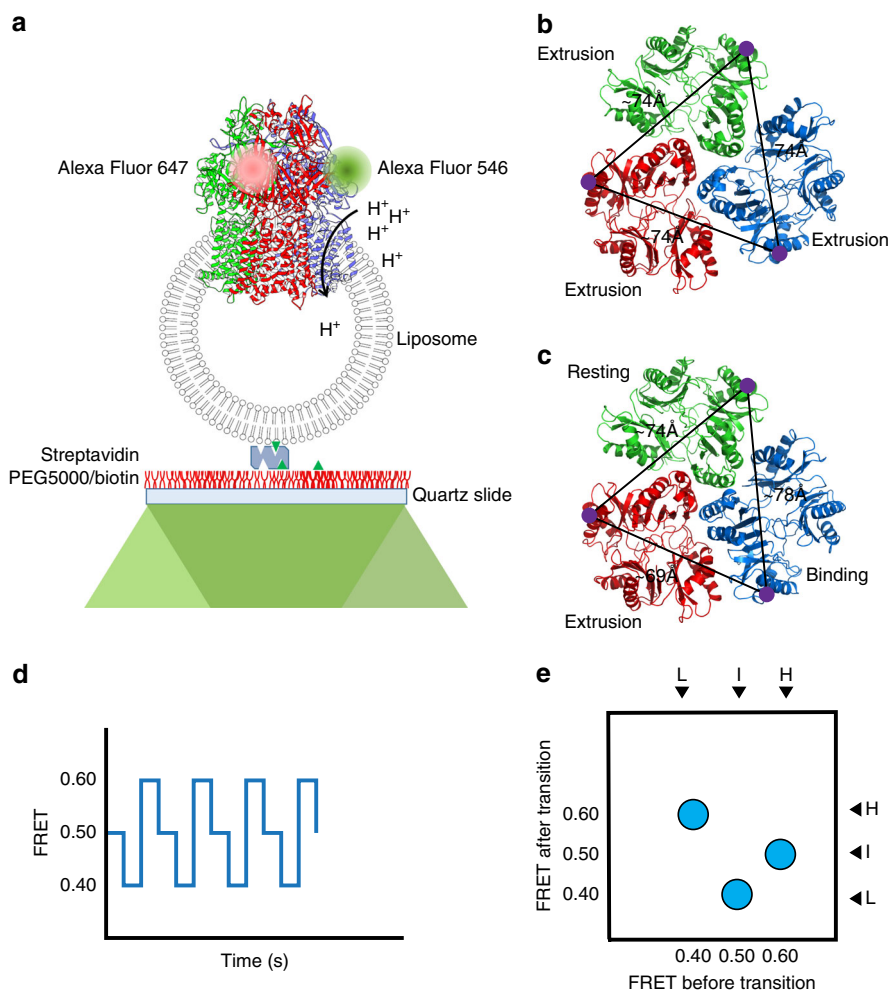 a
Alexa Fluor 647
Alexa Fluor 546
H+
H+
H+
H+
H+
Liposome
Streptavidin
PEG5000/biotin
Quartz slide
b
Extrusion
~74Å
74Å
74Å
Extrusion
Extrusion
c
Resting
~74Å
~78Å
~69Å
Binding
Extrusion
d
FRET
0.60
0.50
0.40
Time (s)
e
L I H
FRET after transition
0.60
0.50
0.40
H
I
L
0.40 0.50 0.60
FRET before transition